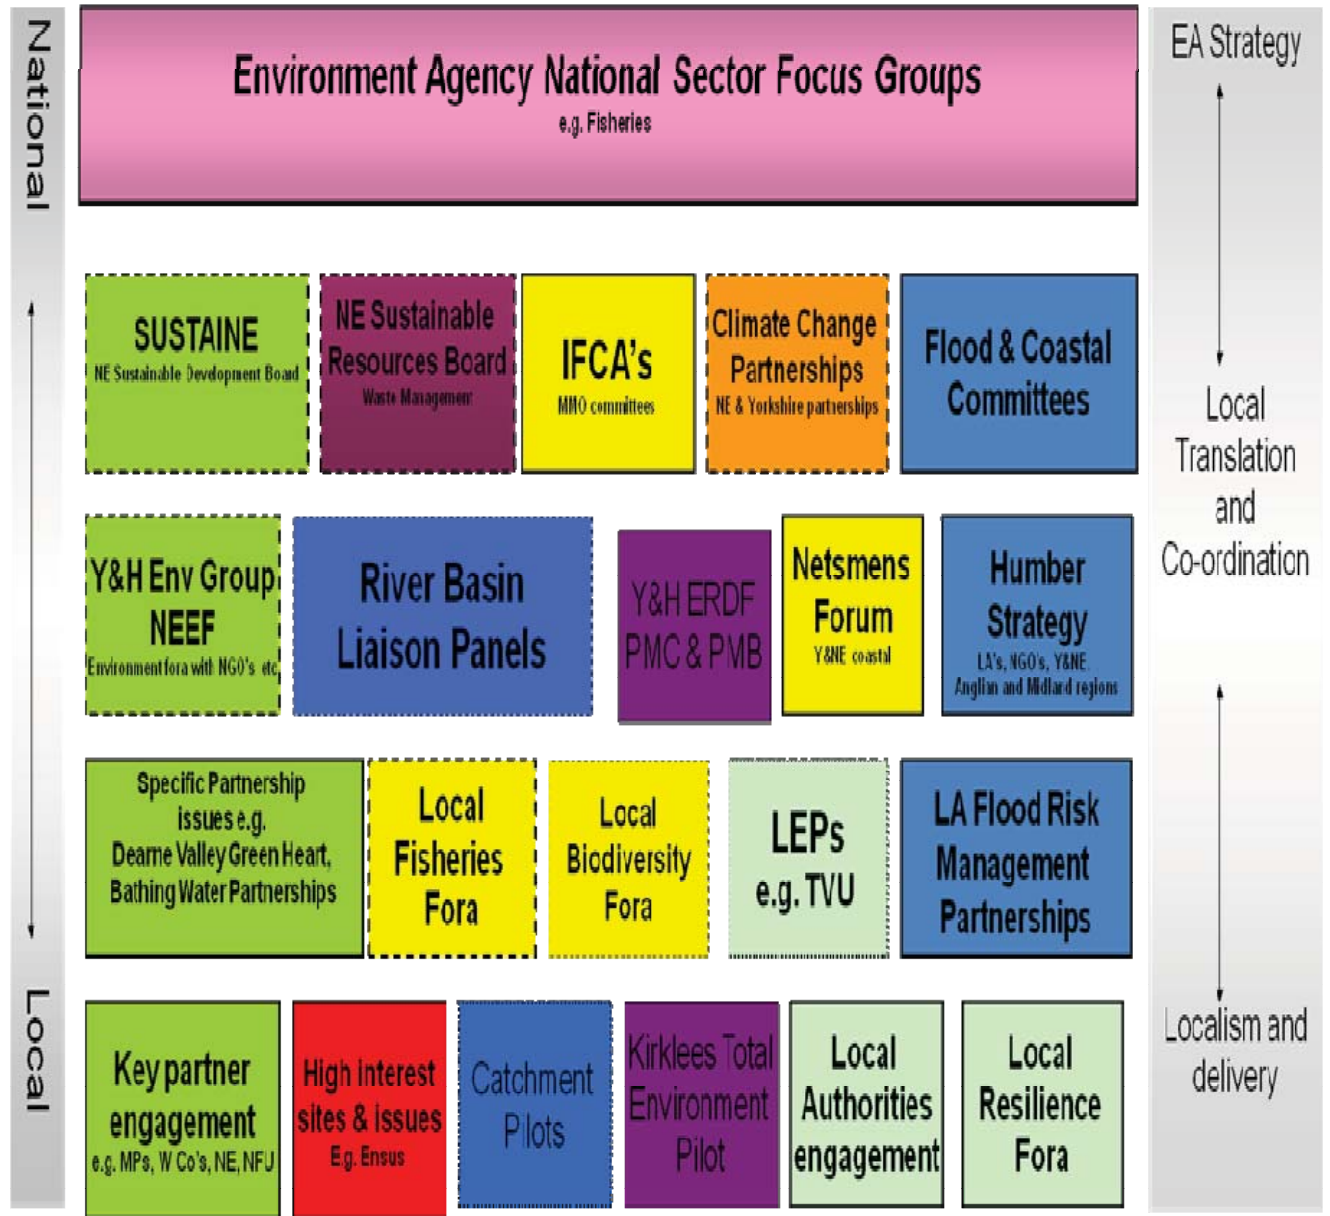 National
Environment Agency National Sector Focus Groups
e.g. Fisheries
EA Strategy
SUSTAINE
NE Sustainable Development Board
NE Sustainable
Resources Board
Waste Management
IFCA's
MMO committees
Climate Change
Partnerships
NE & Yorkshire partnerships
Flood & Coastal
Committees
Local
Translation
and
Co-ordination
Y&H Env Group
NEEF
Environment fora with NGO's etc
River Basin
Liaison Panels
Y&H ERDF
PMC & PMB
Netsmens
Forum
Y&NE coastal
Humber
Strategy
LA's, NGO's, Y&NE
Anglian and Midland regions
Specific Partnership
issues e.g.
Dearne Valley Green Heart,
Bathing Water Partnerships
Local
Fisheries
Fora
Local
Biodiversity
Fora
LEPs
e.g. TVU
LA Flood Risk
Management
Partnerships
Local
Key partner
engagement
e.g. MPs, W Co's, NE, NFU
High interest
sites & issues
E.g. Ensus
Catchment
Pilots
Kirklees Total
Environment
Pilot
Local
Authorities
engagement
Local
Resilience
Fora
Localism and
delivery